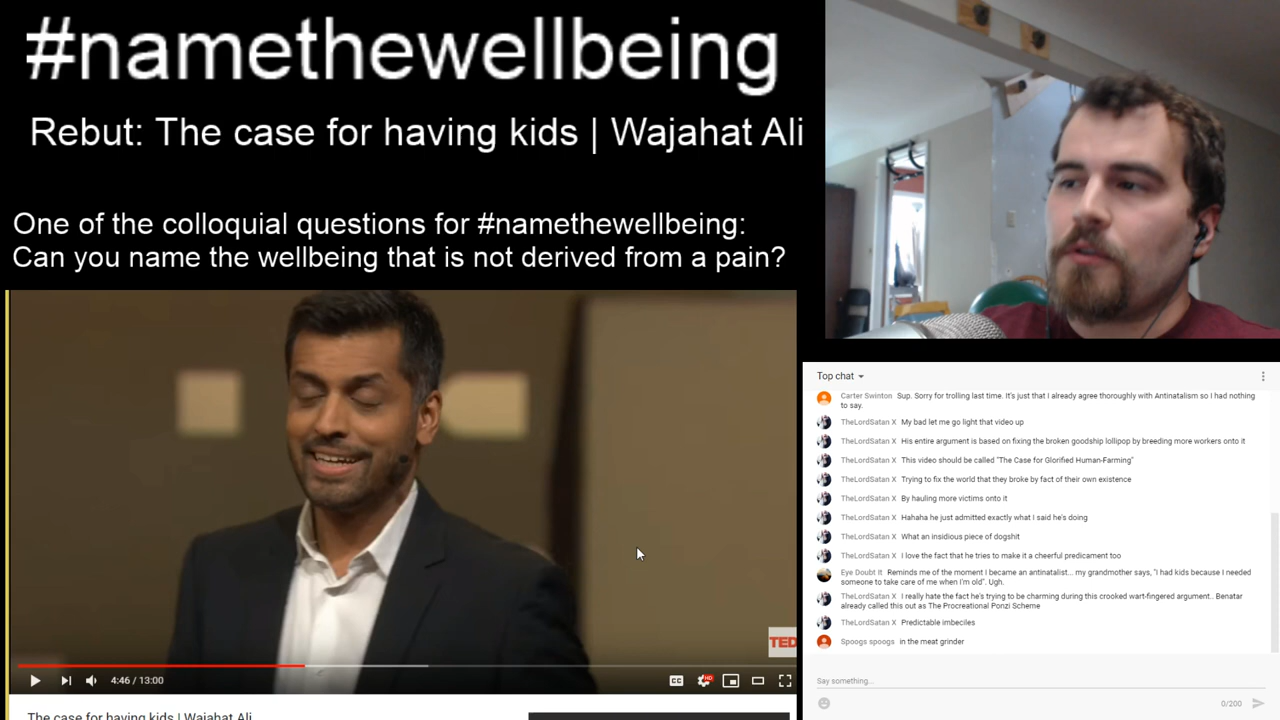 #namethewellbeing
Rebut: The case for having kids | Wajahat Ali
One of the colloquial questions for #namethewellbeing:
Can you name the wellbeing that is not derived from a pain?
TED
CC
HD
4:46 / 13:00
The case for having kids | Wajahat Ali
Top chat
Carter Swinton Sup. Sorry for trolling last time. It's just that I already agree thoroughly with Antinatalism so I had nothing
to say.
TheLordSatan X My bad let me go light that video up
TheLordSatan X His entire argument is based on fixing the broken goodship lollipop by breeding more workers onto it
TheLordSatan X This video should be called "The Case for Glorified Human-Farming"
TheLordSatan X Trying to fix the world that they broke by fact of their own existence
TheLordSatan X By hauling more victims onto it
TheLordSatan X Hahaha he just admitted exactly what I said he's doing
TheLordSatan X What an insidious piece of dogshit
TheLordSatan X I love the fact that he tries to make it a cheerful predicament too
Eye Doubt It Reminds me of the moment I became an antinatalist... my grandmother says, "I had kids because I needed
someone to take care of me when I'm old". Ugh.
TheLordSatan X I really hate the fact he's trying to be charming during this crooked wart-fingered argument.. Benatar
already called this out as The Procreational Ponzi Scheme
TheLordSatan X Predictable imbeciles
Spoogs spoogs in the meat grinder
Say something...
0/200